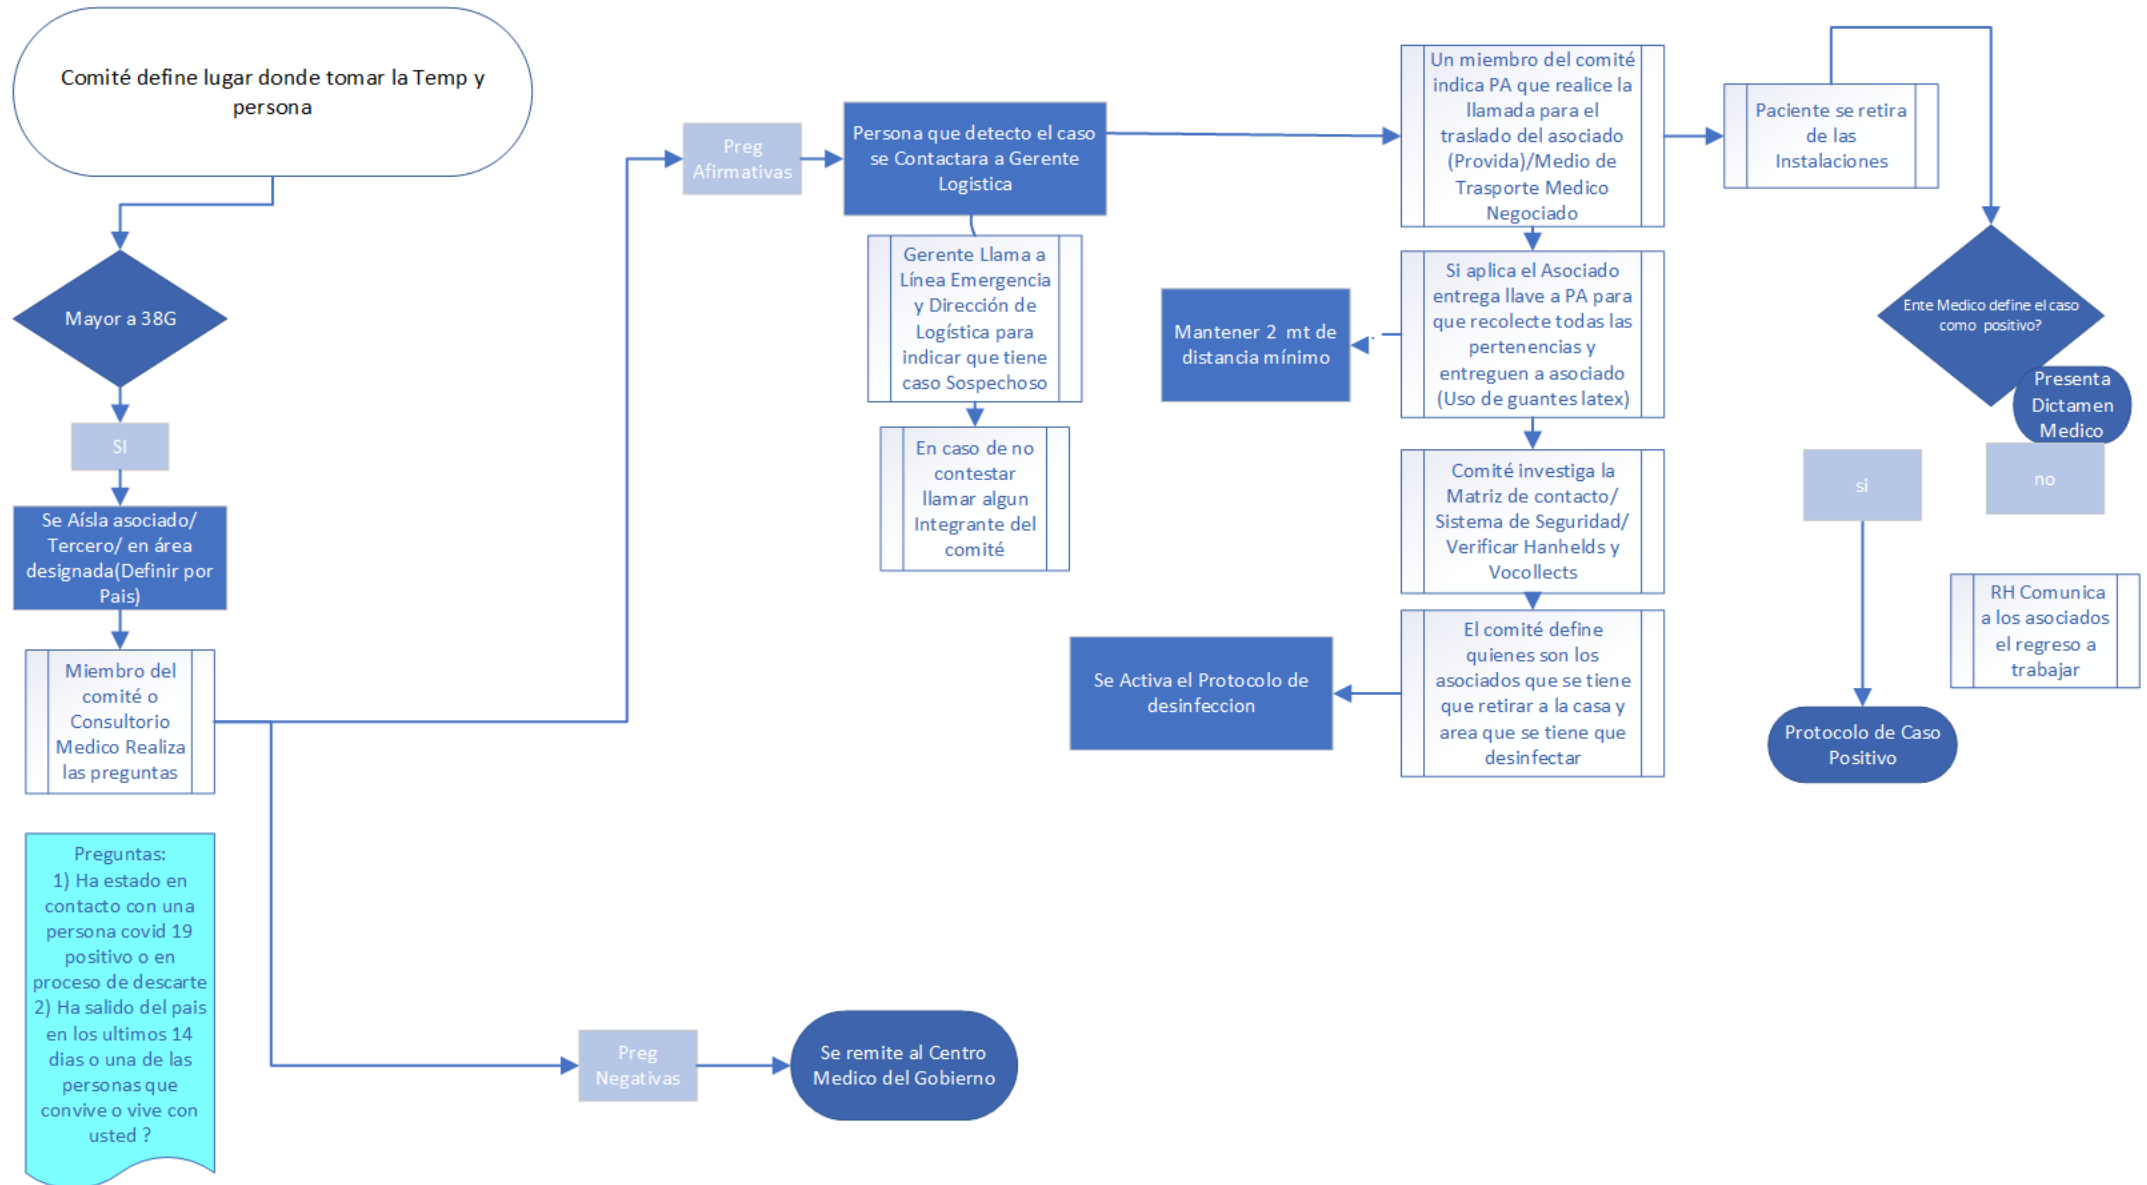 Comité define lugar donde tomar la Temp y
persona
Mayor a 38G
SI
Se Aísla asociado/
Tercero/ en área
designada(Definir por
Pais)
Miembro del
comité o
Consultorio
Medico Realiza
las preguntas
Preguntas:
1) Ha estado en
contacto con una
persona covid 19
positivo o en
proceso de descarte
2) Ha salido del pais
en los ultimos 14
dias o una de las
personas que
convive o vive con
usted ?
Preg
Afirmativas
Persona que detecto el caso
se Contactara a Gerente
Logistica
Gerente Llama a
Línea Emergencia
y Dirección de
Logística para
indicar que tiene
caso Sospechoso
En caso de no
contestar
llamar algun
Integrante del
comité
Preg
Negativas
Se remite al Centro
Medico del Gobierno
Un miembro del comité
indica PA que realice la
llamada para el
traslado del asociado
(Provida)/Medio de
Trasporte Medico
Negociado
Si aplica el Asociado
entrega llave a PA para
que recolecte todas las
pertenencias y
entreguen a asociado
(Uso de guantes latex)
Mantener 2 mt de
distancia mínimo
Comité investiga la
Matriz de contacto/
Sistema de Seguridad/
Verificar Hanhelds y
Vocollects
El comité define
quienes son los
asociados que se tiene
que retirar a la casa y
area que se tiene que
desinfectar
Se Activa el Protocolo de
desinfeccion
Paciente se retira
de las
Instalaciones
Ente Medico define el caso
como positivo?
Presenta
Dictamen
Medico
si
no
RH Comunica
a los asociados
el regreso a
trabajar
Protocolo de Caso
Positivo